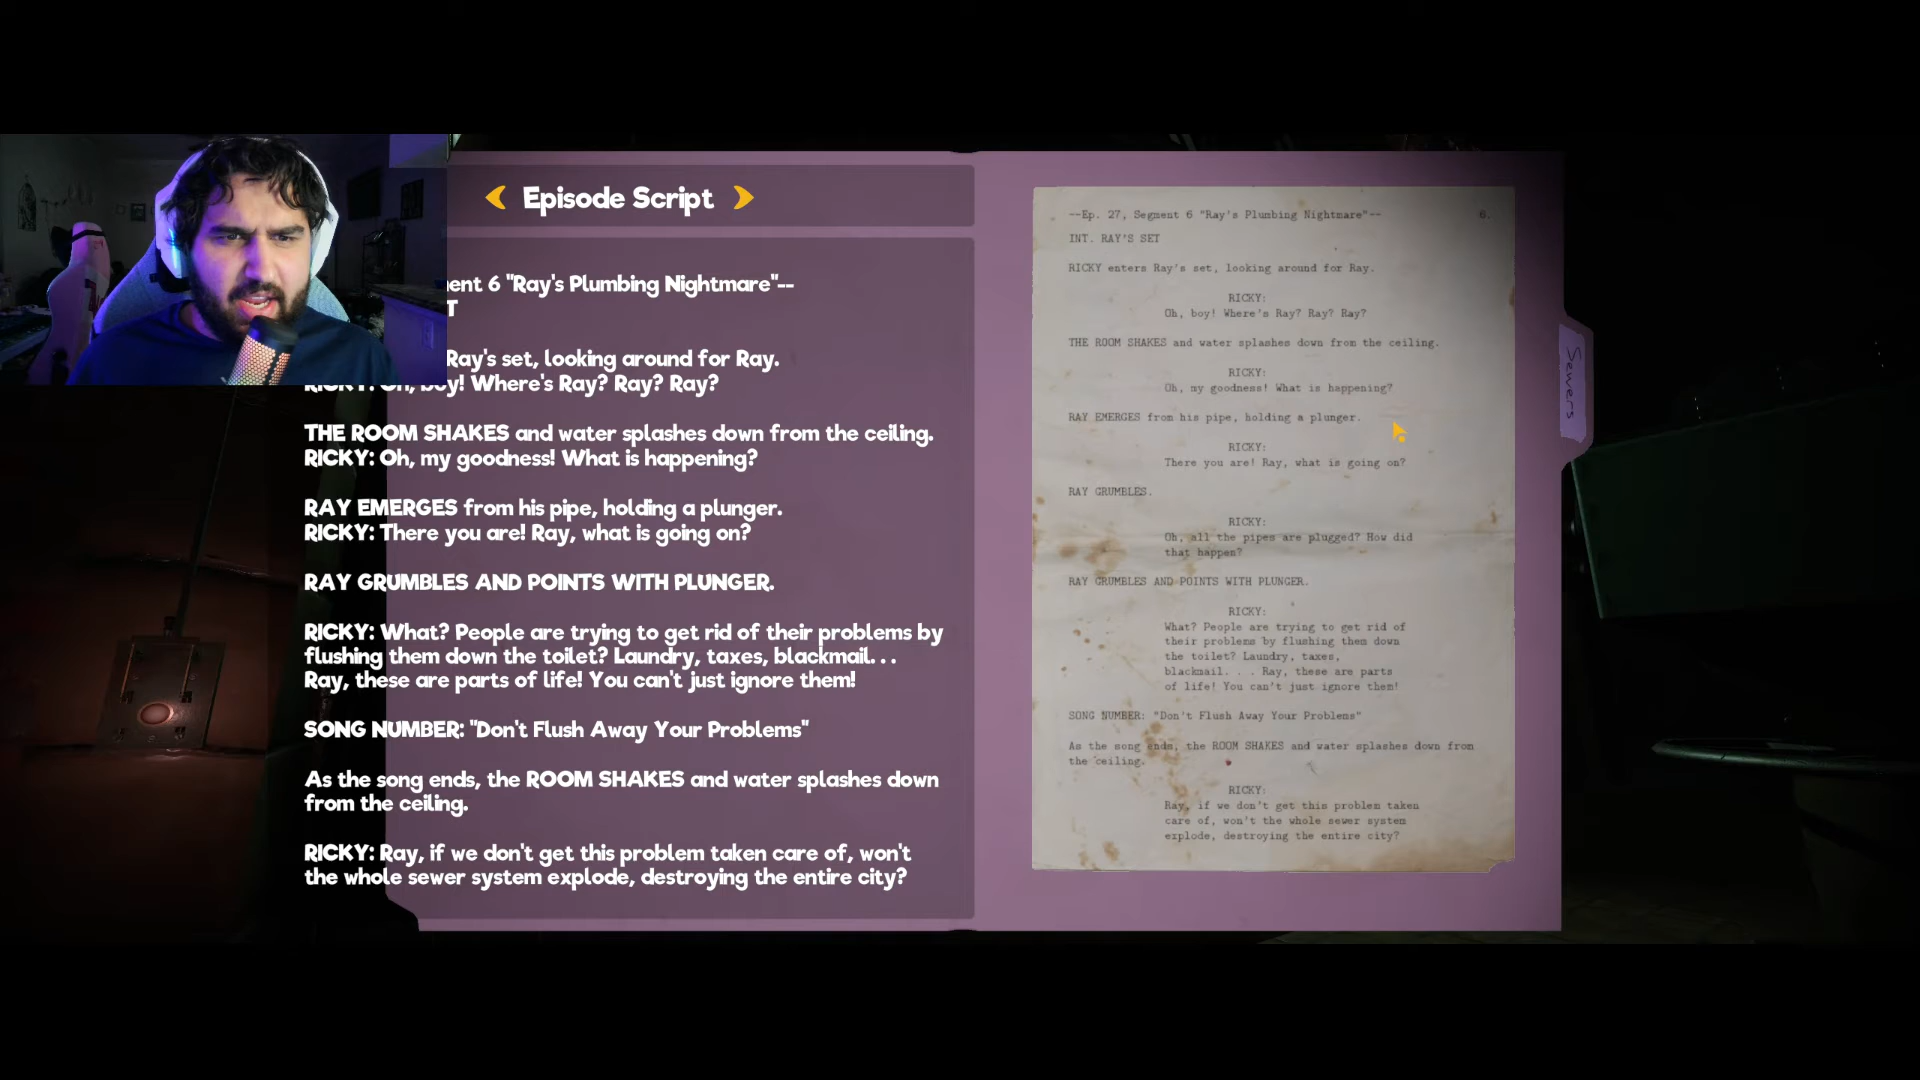 Episode Script
ent 6 "Ray's Plumbing Nightmare"--
T
Ray's set, looking around for Ray.
RICKY: Oh, boy! Where's Ray? Ray? Ray?
THE ROOM SHAKES and water splashes down from the ceiling.
RICKY: Oh, my goodness! What is happening?
RAY EMERGES from his pipe, holding a plunger.
RICKY: There you are! Ray, what is going on?
RAY GRUMBLES AND POINTS WITH PLUNGER.
RICKY: What? People are trying to get rid of their problems by
flushing them down the toilet? Laundry, taxes, blackmail. . .
Ray, these are parts of life! You can't just ignore them!
SONG NUMBER: "Don't Flush Away Your Problems"
As the song ends, the ROOM SHAKES and water splashes down
from the ceiling.
RICKY: Ray, if we don't get this problem taken care of, won't
the whole sewer system explode, destroying the entire city?
--Ep. 27, Segment 6 "Ray's Plumbing Nightmare"-- 6.
INT. RAY'S SET
RICKY enters Ray's set, looking around for Ray.
RICKY:
Oh, boy! Where's Ray? Ray? Ray?
THE ROOM SHAKES and water splashes down from the ceiling.
RICKY:
Oh, my goodness! What is happening?
RAY EMERGES from his pipe, holding a plunger.
RICKY:
There you are! Ray, what is going on?
RAY GRUMBLES.
RICKY:
Oh, all the pipes are plugged? How did
that happen?
RAY GRUMBLES AND POINTS WITH PLUNGER.
RICKY:
What? People are trying to get rid of
their problems by flushing them down
the toilet? Laundry, taxes,
blackmail. . . Ray, these are parts
of life! You can't just ignore them!
SONG NUMBER: "Don't Flush Away Your Problems"
As the song ends, the ROOM SHAKES and water splashes down from
the ceiling.
RICKY:
Ray, if we don't get this problem taken
care of, won't the whole sewer system
explode, destroying the entire city?
Sewers